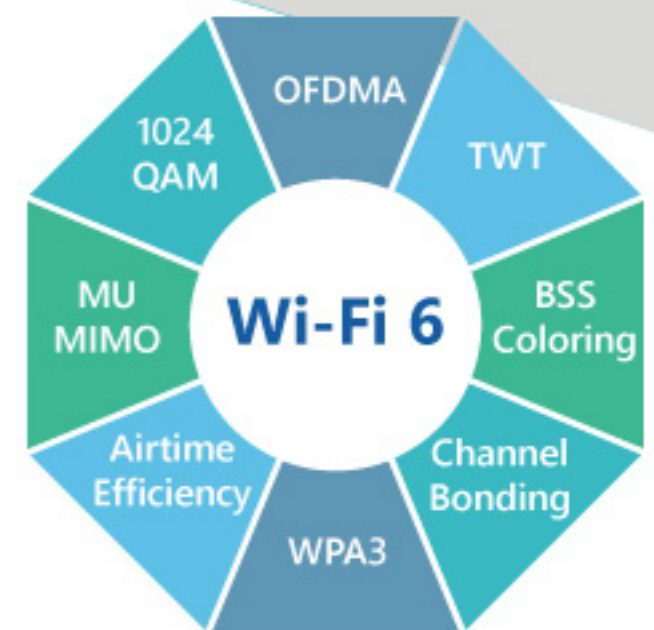 OFDMA
TWT
BSS
Coloring
Channel
Bonding
WPA3
Airtime
Efficiency
MU
MIMO
1024
QAM
Wi-Fi 6